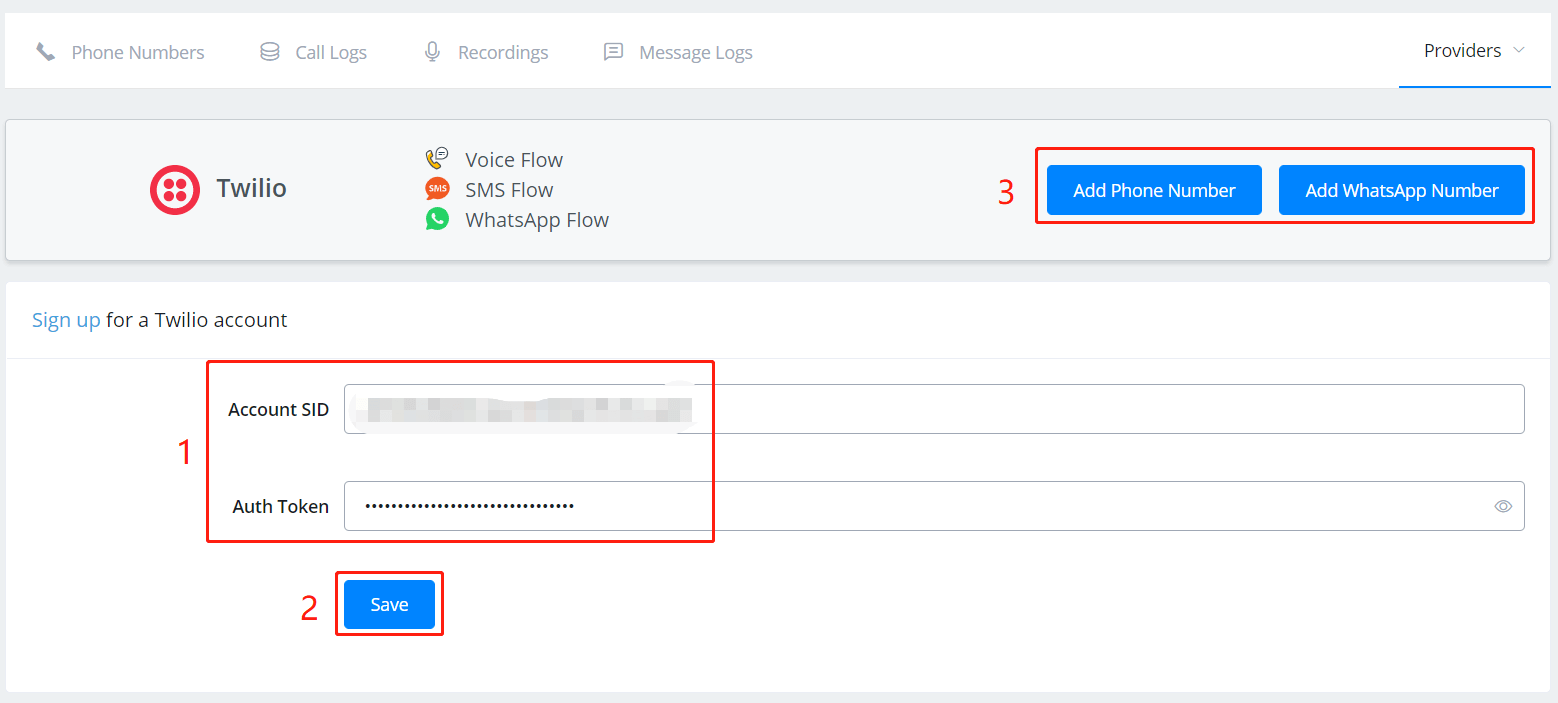 Phone Numbers Call Logs Recordings Message Logs Providers
Voice Flow
SMS SMS Flow
WhatsApp Flow
Twilio
3 Add Phone Number Add WhatsApp Number
Sign up for a Twilio account
1
Account SID
Auth Token ••••••••••••••••••••••••••••••••
2 Save